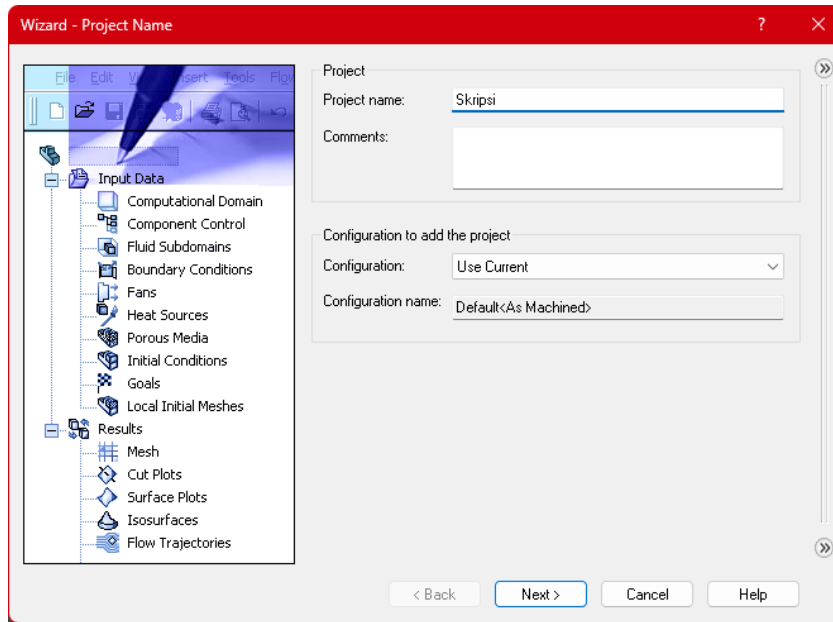 Wizard - Project Name
?
File Edit View Insert Tools Flow
Input Data
Computational Domain
Component Control
Fluid Subdomains
Boundary Conditions
Fans
Heat Sources
Porous Media
Initial Conditions
Goals
Local Initial Meshes
Results
Mesh
Cut Plots
Surface Plots
Isosurfaces
Flow Trajectories
Project
Project name: Skripsi
Comments:
Configuration to add the project
Configuration: Use Current
Configuration name: Default<As Machined>
< Back Next > Cancel Help